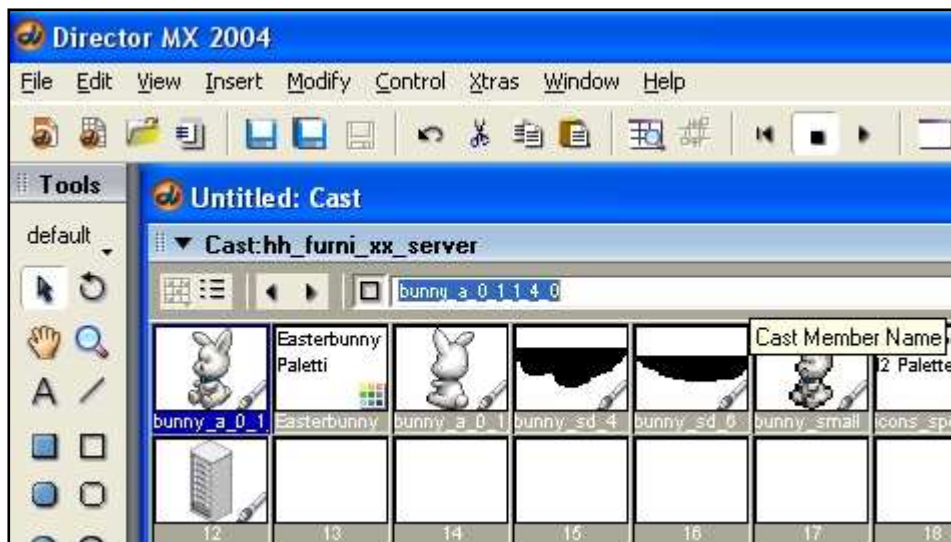 Director MX 2004
File Edit View Insert Modify Control Xtras Window Help
Tools
Untitled: Cast
default
Cast:hh_furni_xx_server
bunny_a_0_1_1_4_0
Cast Member Name
Easterbunny
Paletti
2 Palette
bunny_a_0_1 Easterbunny bunny_a_0_1 bunny_sd_4 bunny_sd_6 bunny_small icons_sp
12 13 14 15 16 17 18